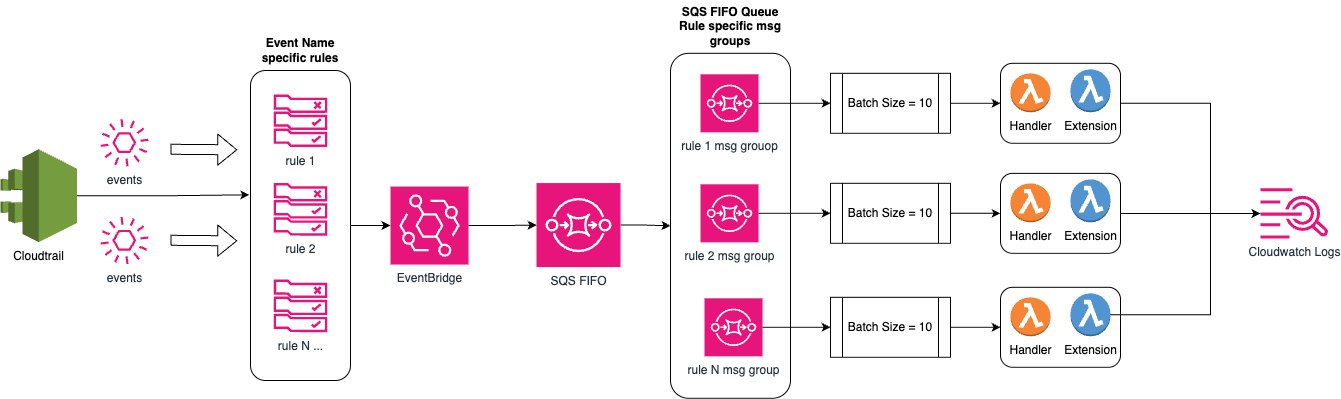 Event Name
specific rules
SQS FIFO Queue
Rule specific msg
groups
events
Cloudtrail
events
rule 1
rule 2
rule N ...
EventBridge
SQS FIFO
rule 1 msg grouop
rule 2 msg group
rule N msg group
Batch Size = 10
Batch Size = 10
Batch Size = 10
Handler
Extension
Handler
Extension
Handler
Extension
Cloudwatch Logs